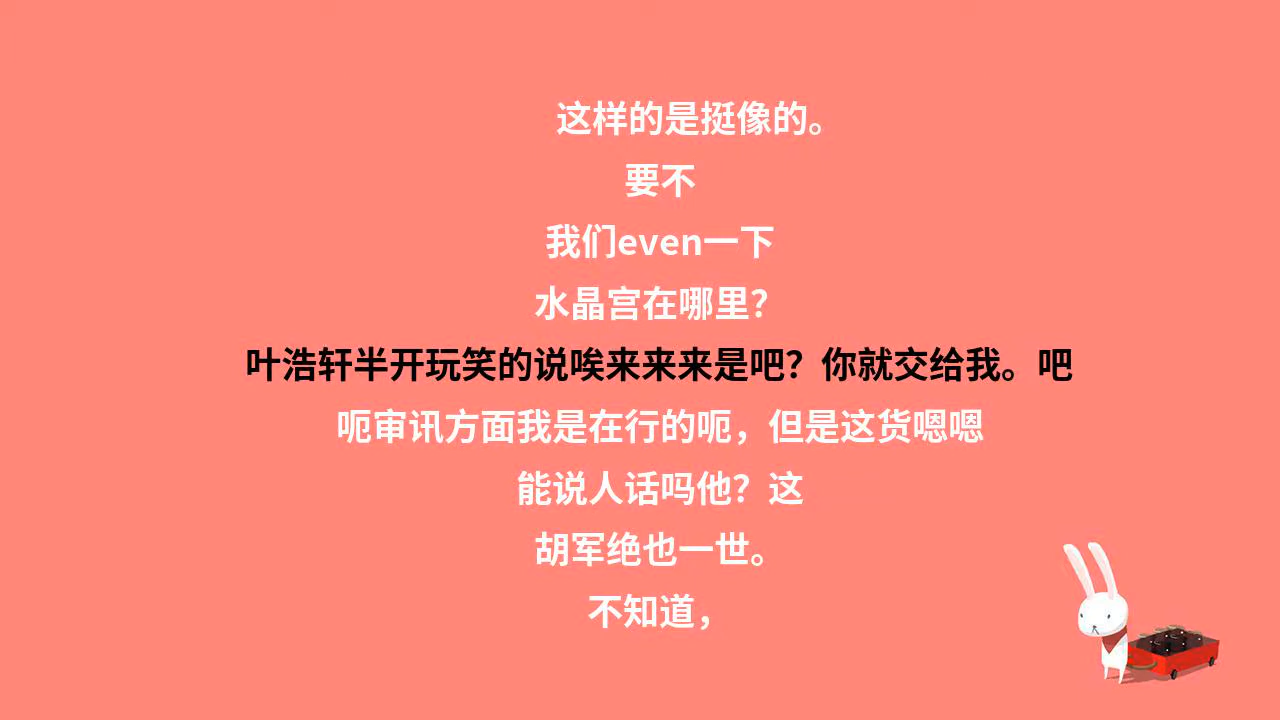 这样的是挺像的。
要不
我们even一下
水晶宫在哪里？
叶浩轩半开玩笑的说唉来来来是吧？你就交给我。吧
呃审讯方面我是在行的呃，但是这货嗯嗯
能说人话吗他？这
胡军绝也一世。
不知道，